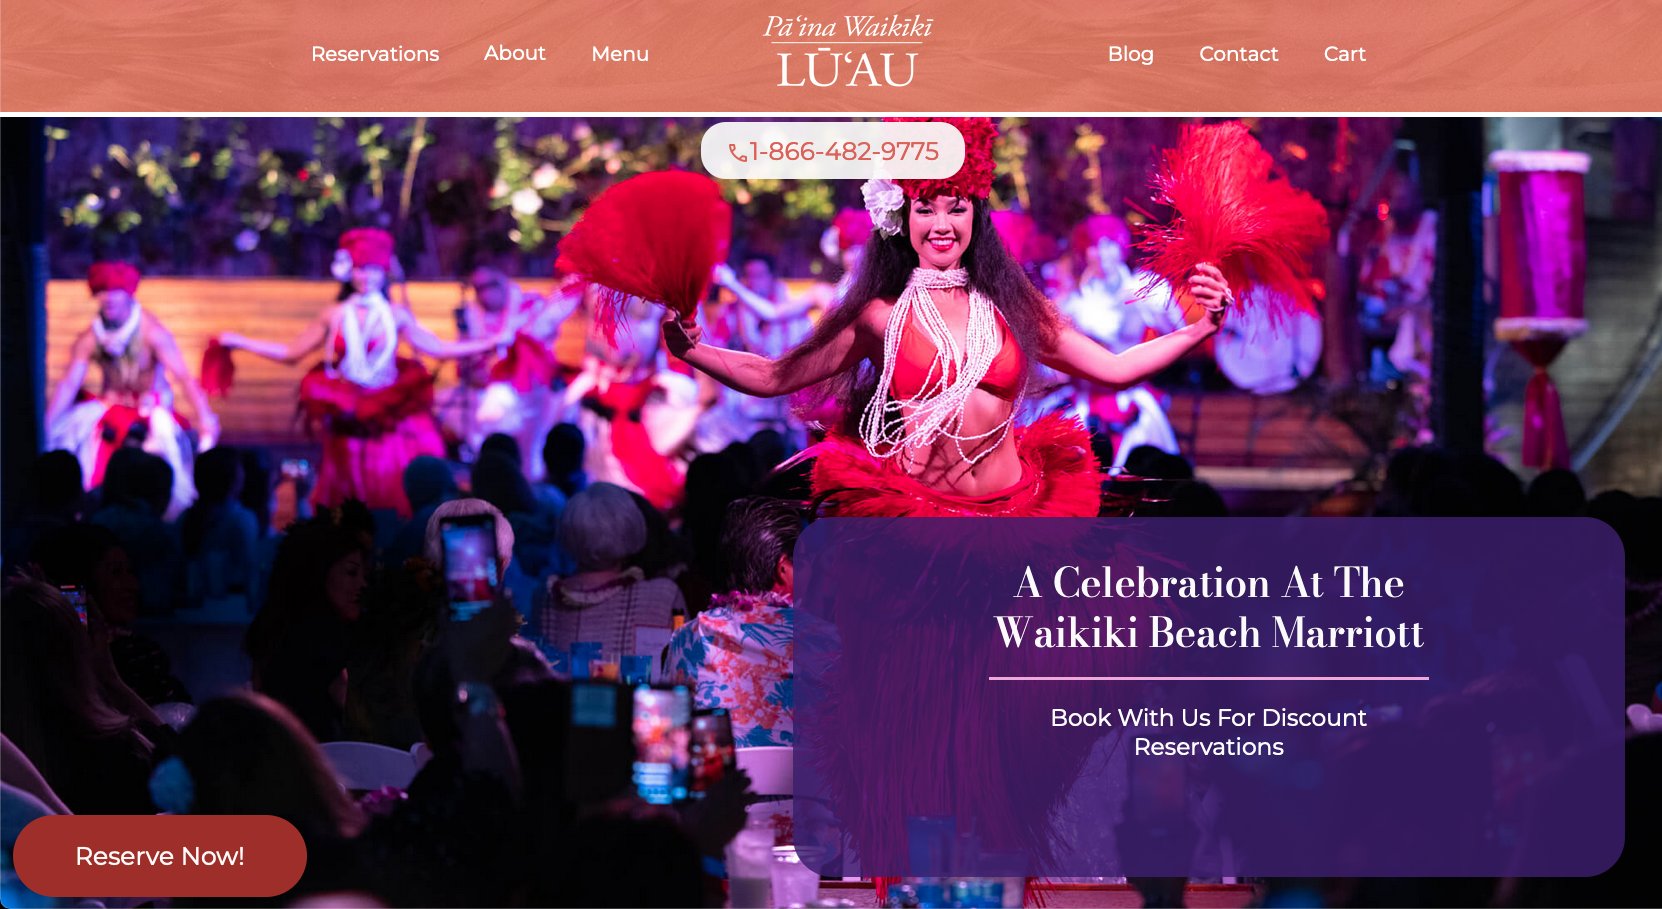 Reservations
About
Menu
Pāʻina Waikīkī
LŪʻAU
Blog
Contact
Cart
1-866-482-9775
A Celebration At The
Waikiki Beach Marriott
Book With Us For Discount
Reservations
Reserve Now!